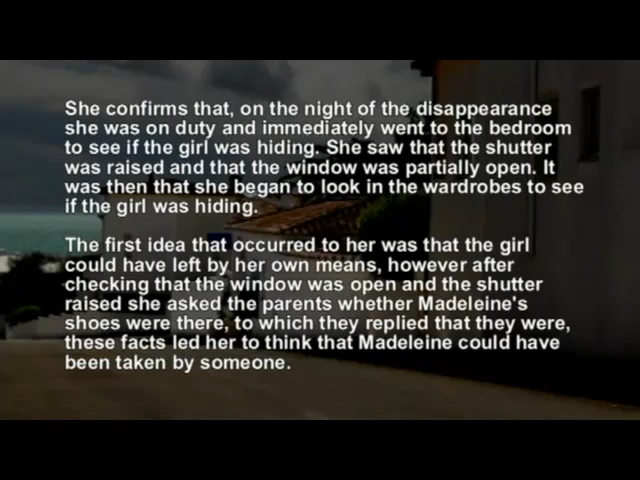 She confirms that, on the night of the disappearance
she was on duty and immediately went to the bedroom
to see if the girl was hiding. She saw that the shutter
was raised and that the window was partially open. It
was then that she began to look in the wardrobes to see
if the girl was hiding.
The first idea that occurred to her was that the girl
could have left by her own means, however after
checking that the window was open and the shutter
raised she asked the parents whether Madeleine's
shoes were there, to which they replied that they were,
these facts led her to think that Madeleine could have
been taken by someone.